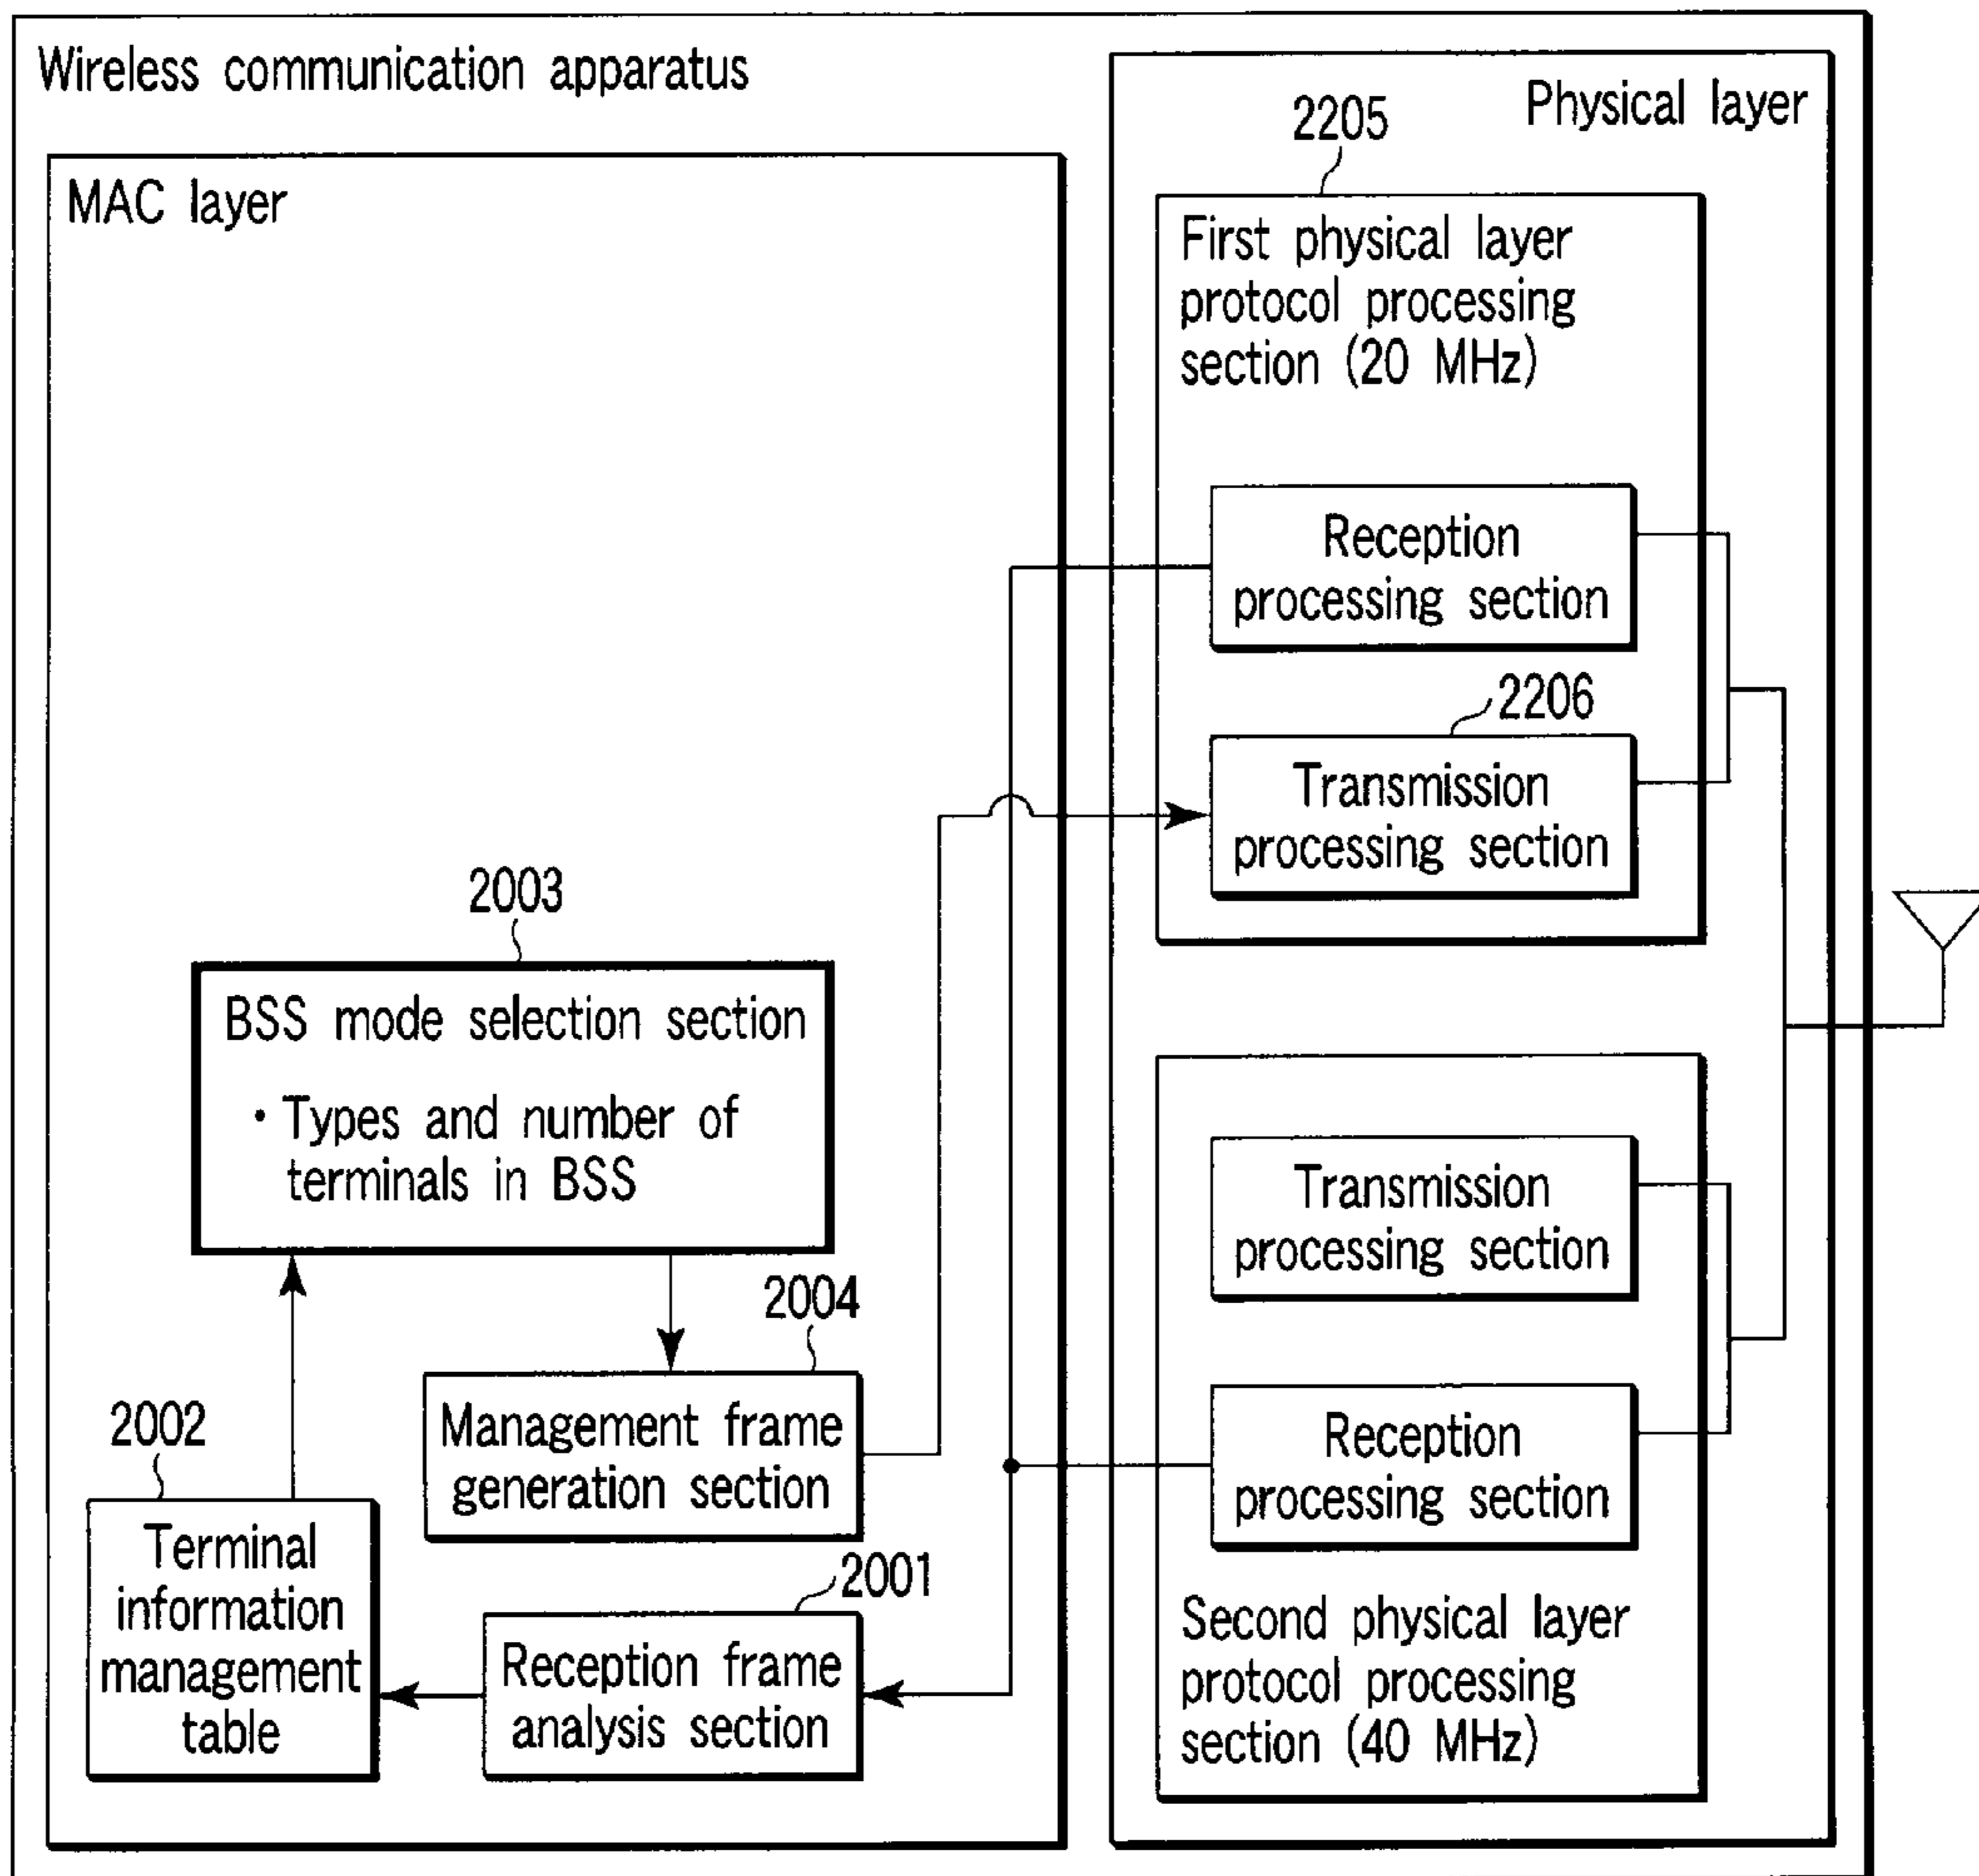 Wireless communication apparatus
MAC layer
2003
BSS mode selection section
• Types and number of
terminals in BSS
2004
Management frame
generation section
2002
Terminal
information
management
table
2001
Reception frame
analysis section
Physical layer
2205
First physical layer
protocol processing
section (20 MHz)
Reception
processing section
2206
Transmission
processing section
Transmission
processing section
Reception
processing section
Second physical layer
protocol processing
section (40 MHz)